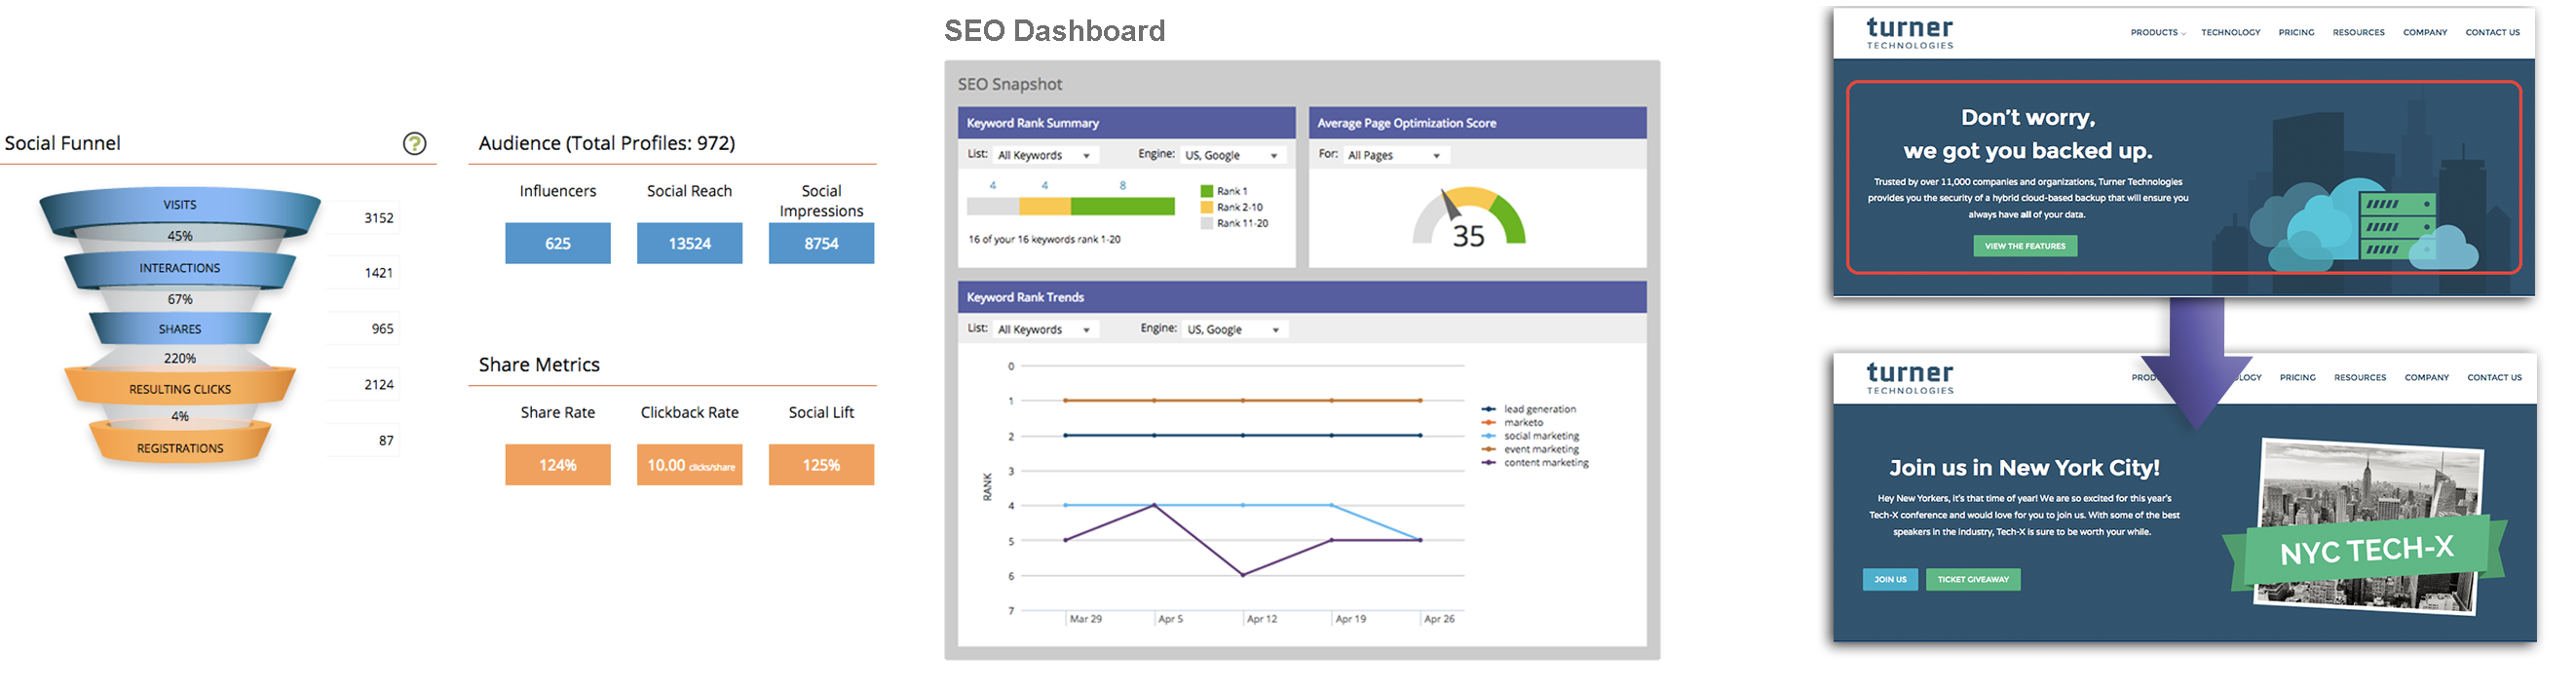 Social Funnel
?
VISITS
3152
45%
INTERACTIONS
1421
67%
SHARES
965
220%
RESULTING CLICKS
2124
4%
REGISTRATIONS
87
Audience (Total Profiles: 972)
Influencers
Social Reach
Social
Impressions
625
13524
8754
Share Metrics
Share Rate
Clickback Rate
Social Lift
124%
10.00 clicks/share
125%
SEO Dashboard
SEO Snapshot
Keyword Rank Summary
List: All Keywords
Engine: US, Google
4 4 8
Rank 1
Rank 2-10
Rank 11-20
16 of your 16 keywords rank 1-20
Average Page Optimization Score
For: All Pages
35
Keyword Rank Trends
List: All Keywords
Engine: US, Google
RANK
0
1
2
3
4
5
6
7
Mar 29 Apr 5 Apr 12 Apr 19 Apr 26
lead generation
marketo
social marketing
event marketing
content marketing
turner
TECHNOLOGIES
PRODUCTS TECHNOLOGY PRICING RESOURCES COMPANY CONTACT US
Don't worry,
we got you backed up.
Trusted by over 11,000 companies and organizations, Turner Technologies
provides you the security of a hybrid cloud-based backup that will ensure you
always have all of your data.
VIEW THE FEATURES
turner
TECHNOLOGIES
PROD LOGY PRICING RESOURCES COMPANY CONTACT US
Join us in New York City!
Hey New Yorkers, it's that time of year! We are so excited for this year's
Tech-X conference and would love for you to join us. With some of the best
speakers in the industry, Tech-X is sure to be worth your while.
JOIN US
TICKET GIVEAWAY
NYC TECH-X